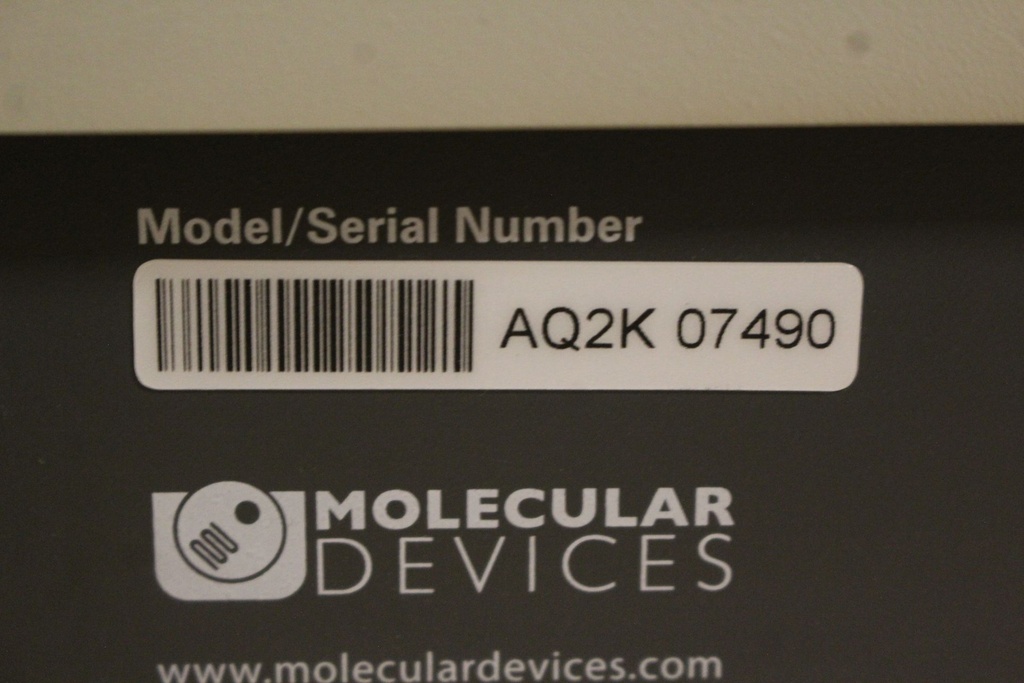 Model/Serial Number
AQ2K 07490
MOLECULAR
DEVICES
www.moleculardevices.com